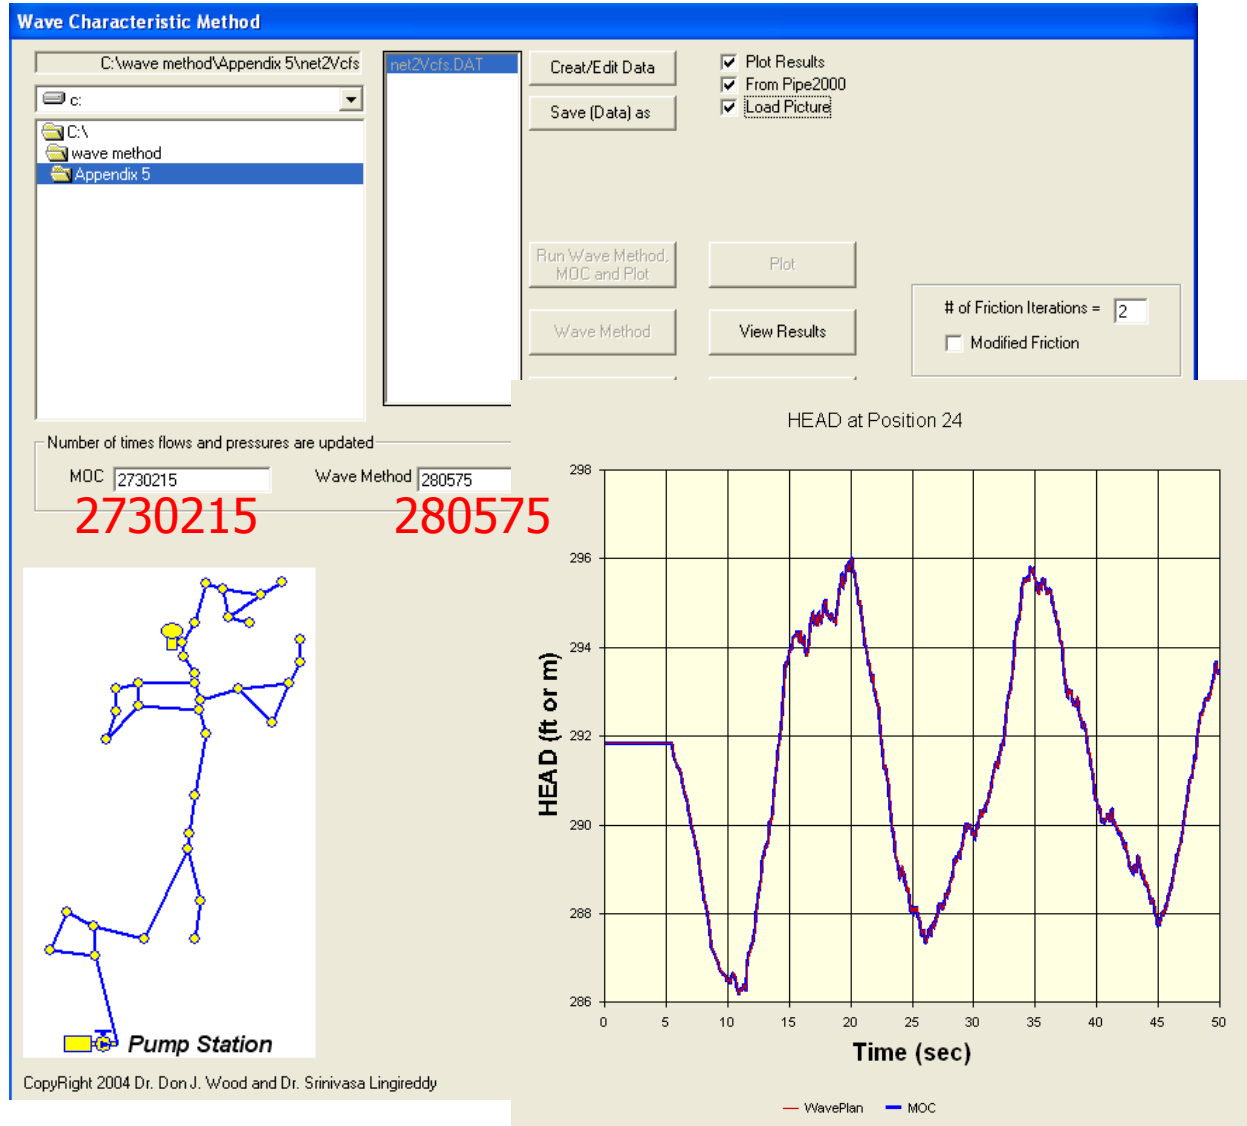 Wave Characteristic Method
C:\wave method\Appendix 5\net2Vcfs
c:
C:\
wave method
Appendix 5
net2Vcfs.DAT
Creat/Edit Data
Save (Data) as
Plot Results
From Pipe2000
Load Picture
Run Wave Method,
MOC and Plot
Plot
Wave Method
View Results
# of Friction Iterations = 2
Modified Friction
Number of times flows and pressures are updated
MOC 2730215 Wave Method 280575
2730215 280575
Pump Station
CopyRight 2004 Dr. Don J. Wood and Dr. Srinivasa Lingireddy
HEAD at Position 24
HEAD (ft or m)
298
296
294
292
290
288
286
0 5 10 15 20 25 30 35 40 45 50
Time (sec)
WavePlan MOC